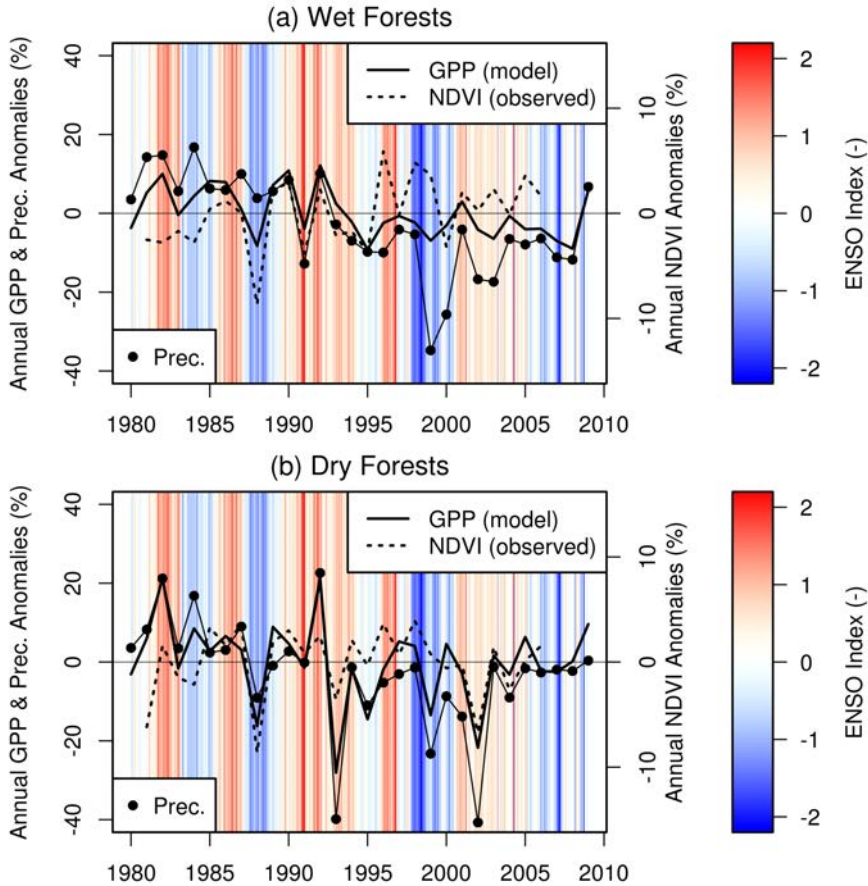 (a) Wet Forests
Annual GPP & Prec. Anomalies (%)
40
20
0
-20
-40
GPP (model)
NDVI (observed)
Prec.
1980 1985 1990 1995 2000 2005 2010
10
0
-10
Annual NDVI Anomalies (%)
ENSO Index (-)
2
1
0
-1
-2
(b) Dry Forests
Annual GPP & Prec. Anomalies (%)
40
20
0
-20
-40
GPP (model)
NDVI (observed)
Prec.
1980 1985 1990 1995 2000 2005 2010
10
0
-10
Annual NDVI Anomalies (%)
ENSO Index (-)
2
1
0
-1
-2